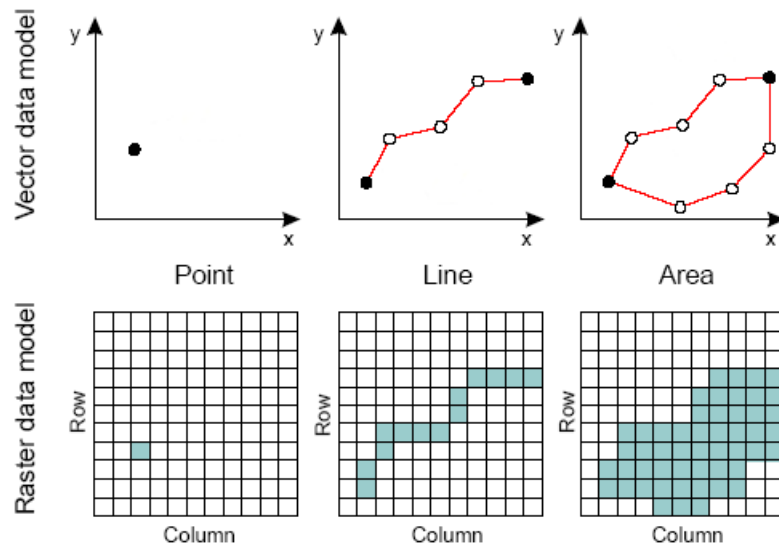 Vector data model
y
x
y
x
y
x
Point
Line
Area
Raster data model
Row
Column
Row
Column
Row
Column